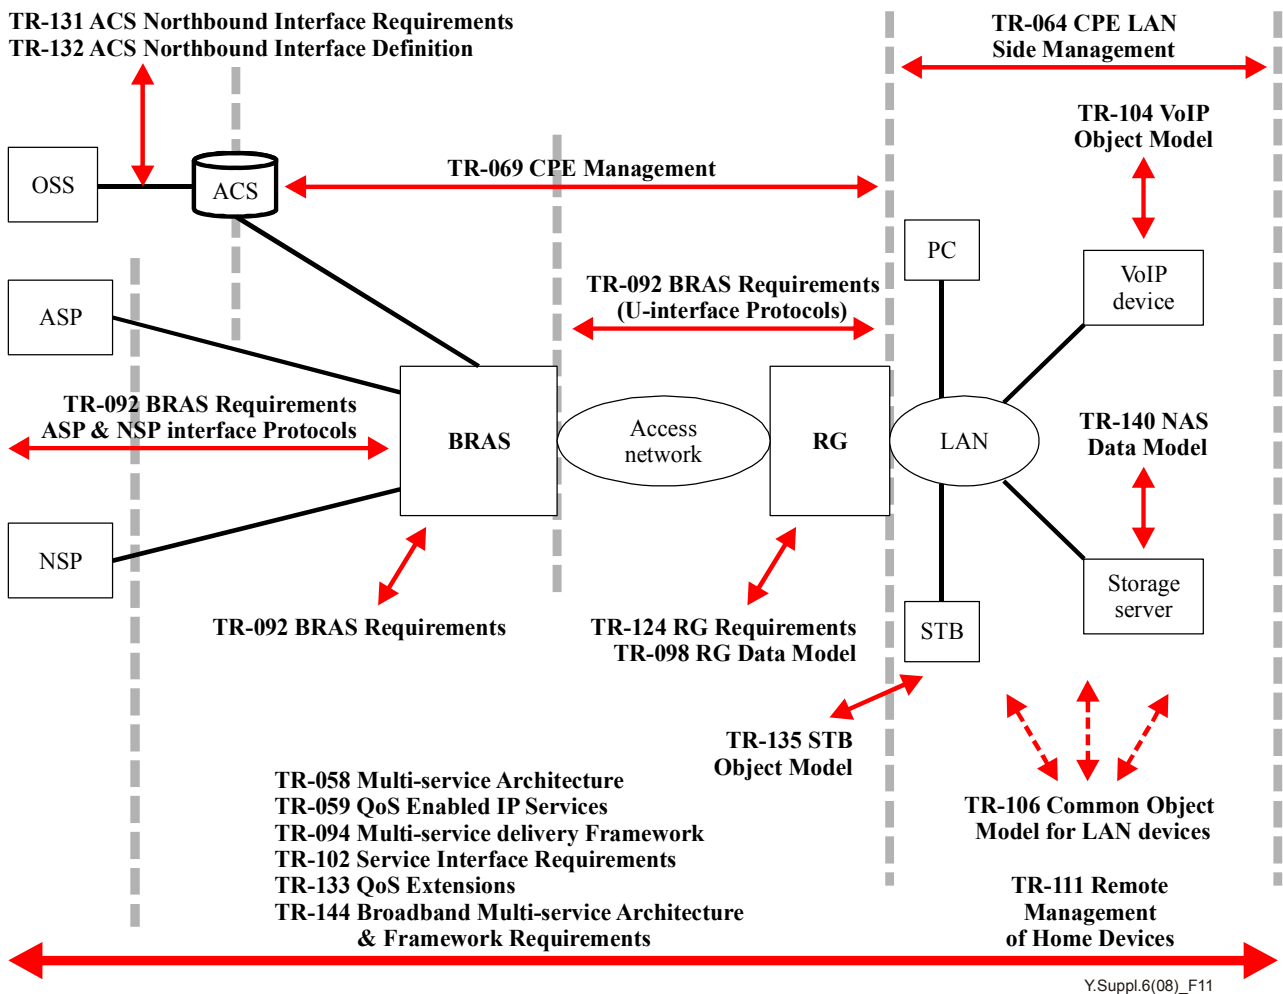 TR-131 ACS Northbound Interface Requirements
TR-132 ACS Northbound Interface Definition
TR-064 CPE LAN
Side Management
TR-104 VoIP
Object Model
TR-069 CPE Management
OSS
ACS
PC
VoIP
device
TR-092 BRAS Requirements
(U-interface Protocols)
ASP
TR-092 BRAS Requirements
ASP & NSP interface Protocols
BRAS
Access
network
RG
LAN
TR-140 NAS
Data Model
NSP
Storage
server
STB
TR-092 BRAS Requirements
TR-124 RG Requirements
TR-098 RG Data Model
TR-135 STB
Object Model
TR-058 Multi-service Architecture
TR-059 QoS Enabled IP Services
TR-094 Multi-service delivery Framework
TR-102 Service Interface Requirements
TR-133 QoS Extensions
TR-144 Broadband Multi-service Architecture
& Framework Requirements
TR-106 Common Object
Model for LAN devices
TR-111 Remote
Management
of Home Devices
Y.Suppl.6(08)_F11